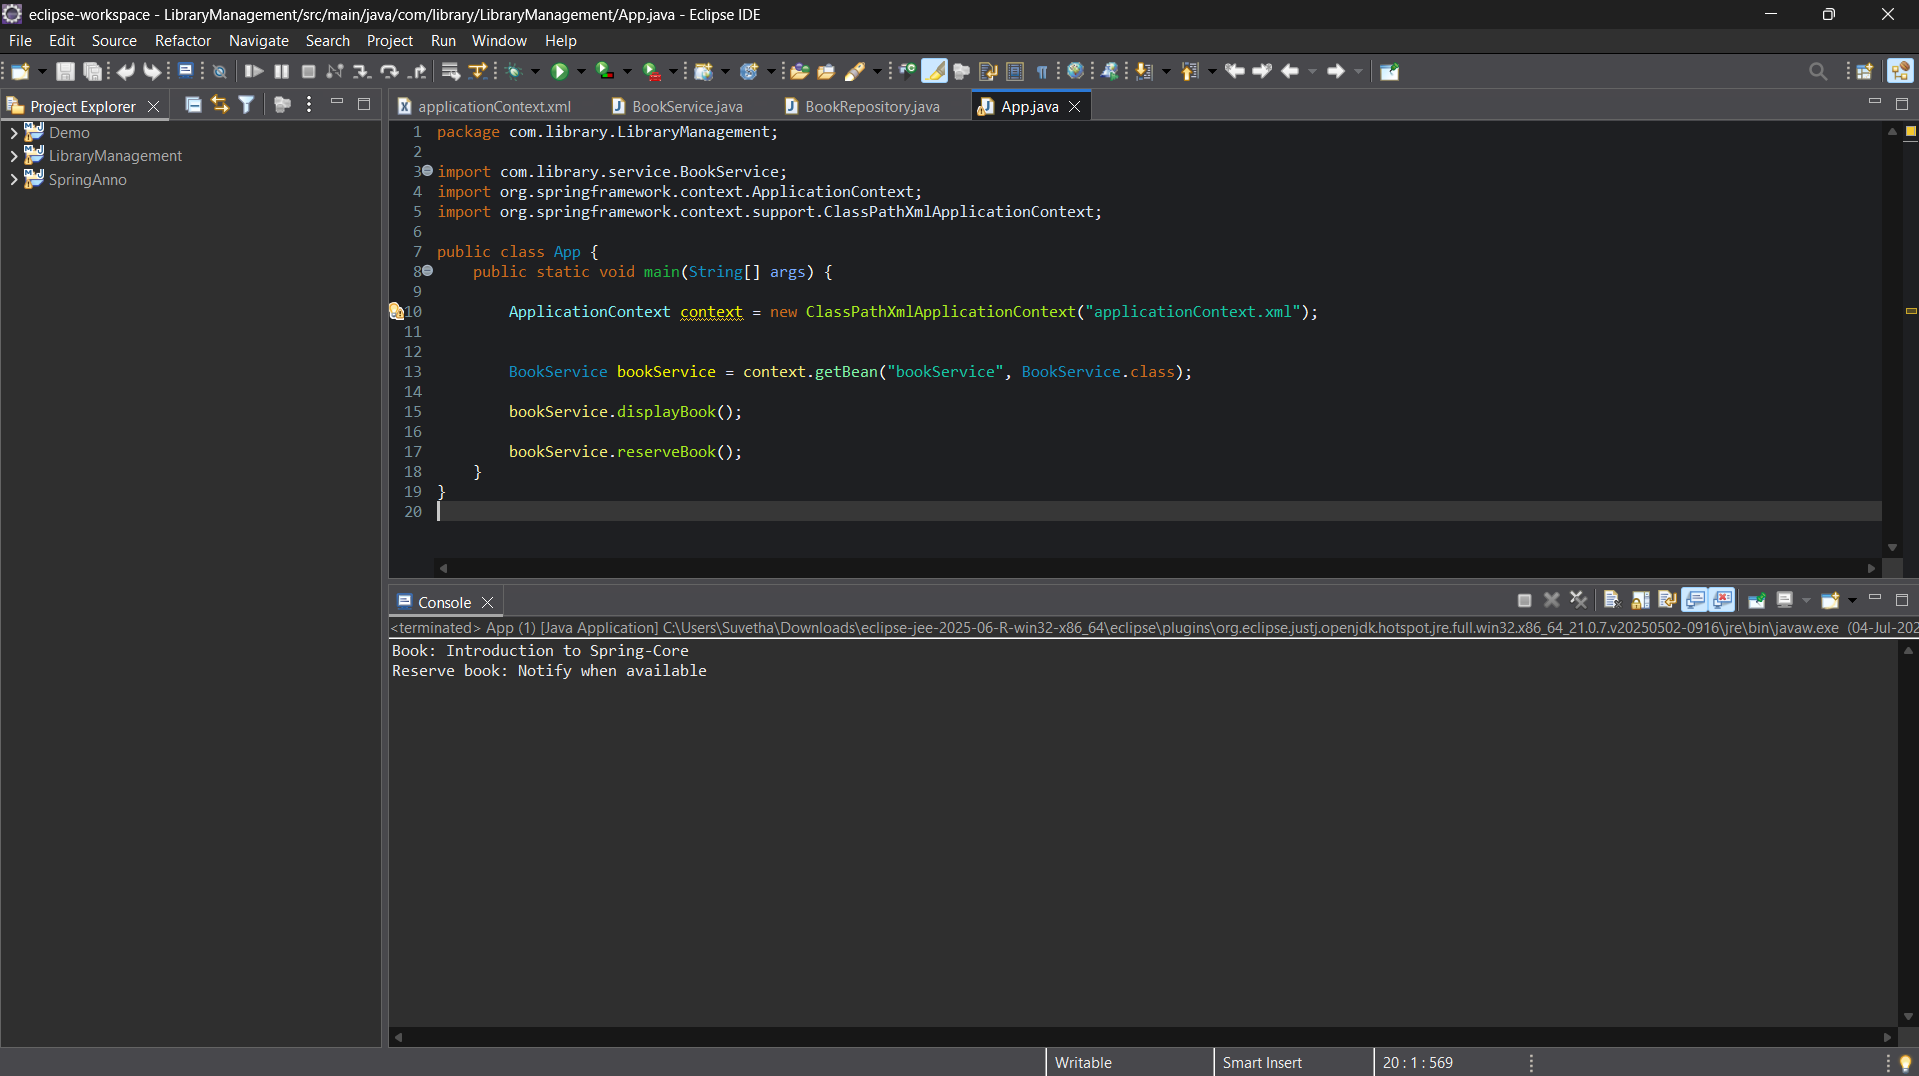 eclipse-workspace - LibraryManagement/src/main/java/com/library/LibraryManagement/App.java - Eclipse IDE
File Edit Source Refactor Navigate Search Project Run Window Help
Project Explorer
Demo
LibraryManagement
SpringAnno
applicationContext.xml BookService.java BookRepository.java App.java
1 package com.library.LibraryManagement;
2
3 import com.library.service.BookService;
4 import org.springframework.context.ApplicationContext;
5 import org.springframework.context.support.ClassPathXmlApplicationContext;
6
7 public class App {
8     public static void main(String[] args) {
9
10         ApplicationContext context = new ClassPathXmlApplicationContext("applicationContext.xml");
11
12
13         BookService bookService = context.getBean("bookService", BookService.class);
14
15         bookService.displayBook();
16
17         bookService.reserveBook();
18     }
19 }
20
Console
<terminated> App (1) [Java Application] C:\Users\Suvetha\Downloads\eclipse-jee-2025-06-R-win32-x86_64\eclipse\plugins\org.eclipse.justj.openjdk.hotspot.jre.full.win32.x86_64_21.0.7.v20250502-0916\jre\bin\javaw.exe (04-Jul-202
Book: Introduction to Spring-Core
Reserve book: Notify when available
Writable Smart Insert 20 : 1 : 569